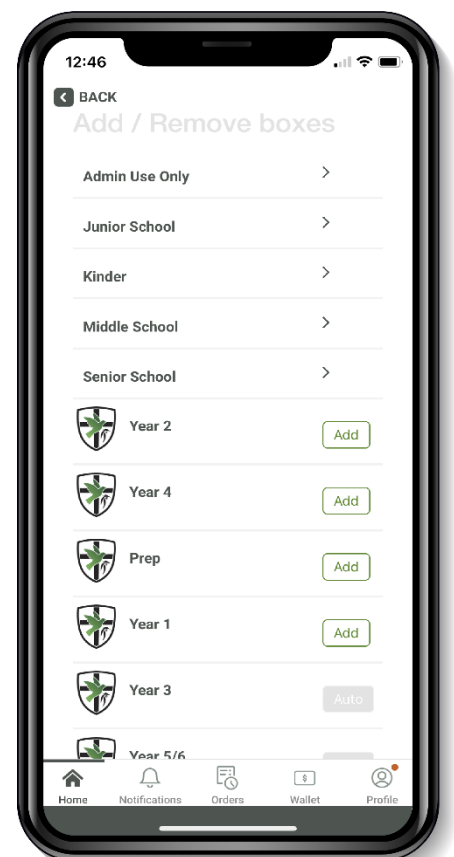 12:46
BACK
Add / Remove boxes
Admin Use Only
Junior School
Kinder
Middle School
Senior School
Year 2
Add
Year 4
Add
Prep
Add
Year 1
Add
Year 3
Auto
Year 5/6
$
Home Notifications Orders Wallet Profile